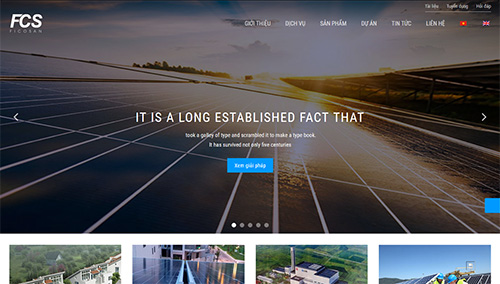 Tài liệu Tuyển dụng Hỏi đáp
FCS
FICOSAN
GIỚI THIỆU DỊCH VỤ SẢN PHẨM DỰ ÁN TIN TỨC LIÊN HỆ
IT IS A LONG ESTABLISHED FACT THAT
took a galley of type and scrambled it to make a type book.
It has survived not only five centuries
Xem giải pháp